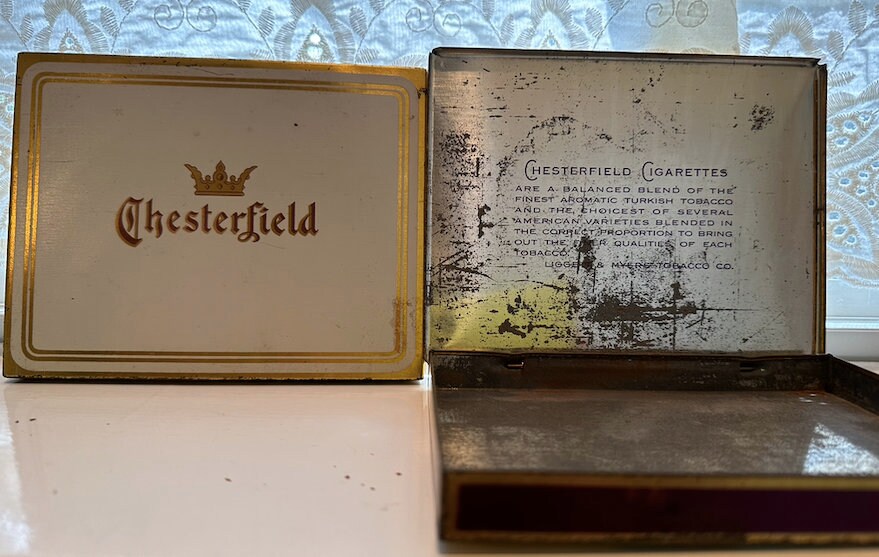 Chesterfield
CHESTERFIELD CIGARETTES
ARE A BALANCED BLEND OF THE
FINEST AROMATIC TURKISH TOBACCO
AND THE CHOICEST OF SEVERAL
AMERICAN VARIETIES BLENDED IN
THE CORRECT PROPORTION TO BRING
OUT THE QUALITIES OF EACH
TOBACCO.
MYERS TOBACCO CO.